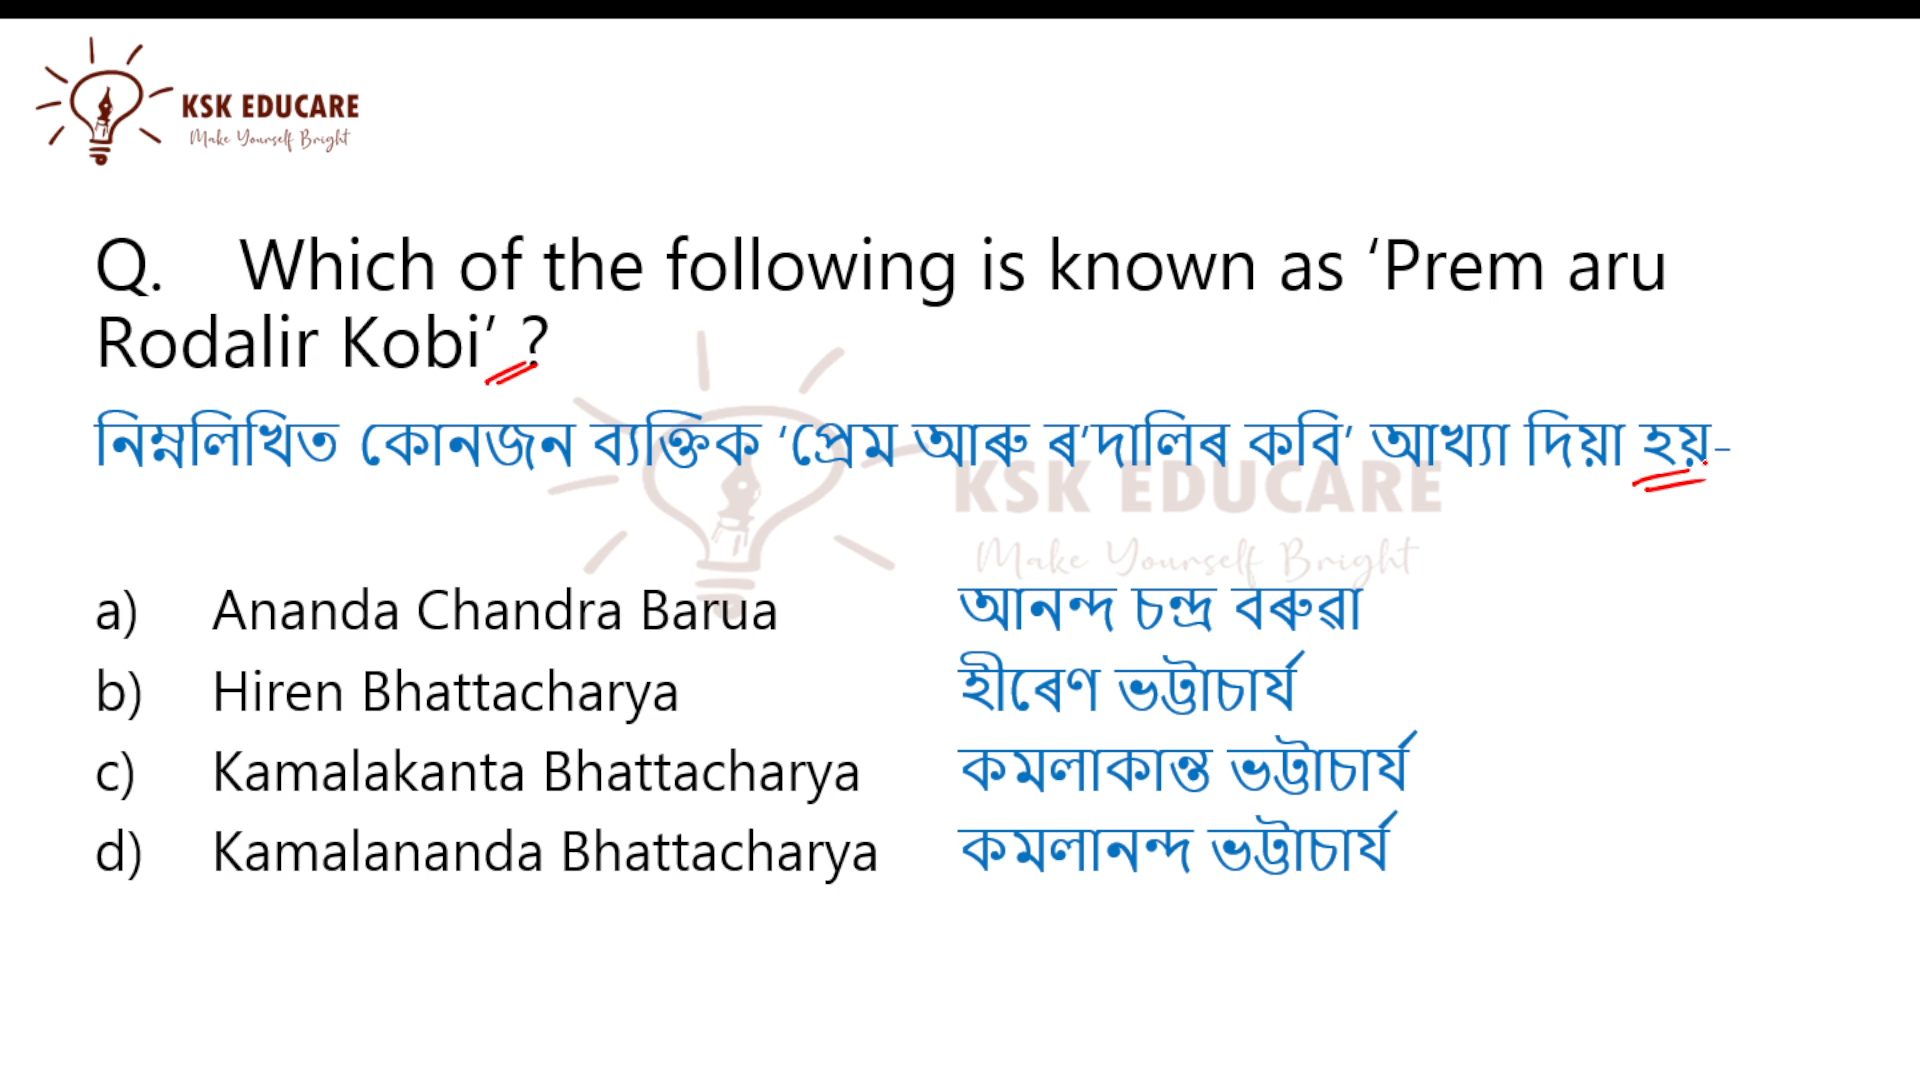 KSK EDUCARE
Make Yourself Bright
Q. Which of the following is known as ‘Prem aru
Rodalir Kobi’ ?
নিম্নলিখিত কোনজন ব্যক্তিক ‘প্ৰেম আৰু ৰ’দালিৰ কবি’ আখ্যা দিয়া হয়-
KSK EDUCARE
Make Yourself Bright
a) Ananda Chandra Barua আনন্দ চন্দ্ৰ বৰুৱা
b) Hiren Bhattacharya হীৰেণ ভট্টাচাৰ্য
c) Kamalakanta Bhattacharya কমলাকান্ত ভট্টাচাৰ্য
d) Kamalananda Bhattacharya কমলানন্দ ভট্টাচাৰ্য